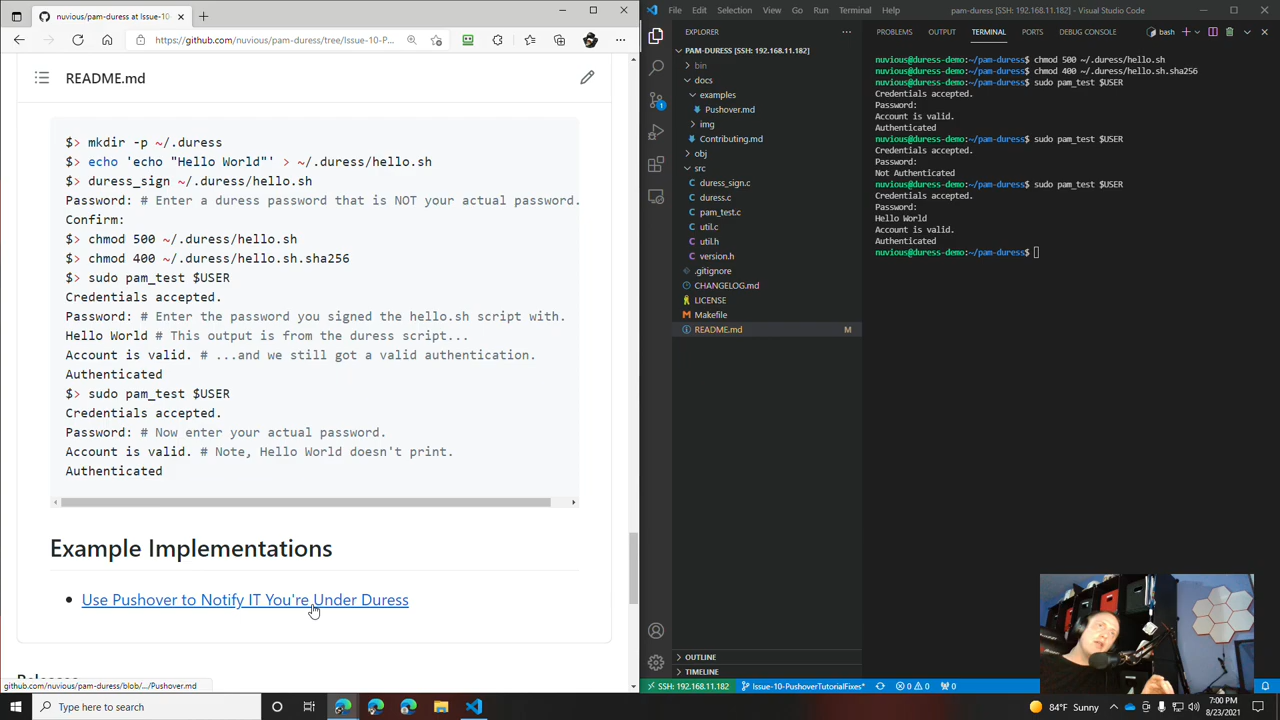 nuvious/pam-duress at Issue-10-
https://github.com/nuvious/pam-duress/tree/Issue-10-P...
README.md
$> mkdir -p ~/.duress
$> echo 'echo "Hello World"' > ~/.duress/hello.sh
$> duress_sign ~/.duress/hello.sh
Password: # Enter a duress password that is NOT your actual password.
Confirm:
$> chmod 500 ~/.duress/hello.sh
$> chmod 400 ~/.duress/hello.sh.sha256
$> sudo pam_test $USER
Credentials accepted.
Password: # Enter the password you signed the hello.sh script with.
Hello World # This output is from the duress script...
Account is valid. # ...and we still got a valid authentication.
Authenticated
$> sudo pam_test $USER
Credentials accepted.
Password: # Now enter your actual password.
Account is valid. # Note, Hello World doesn't print.
Authenticated
Example Implementations
Use Pushover to Notify IT You're Under Duress
github.com/nuvious/pam-duress/blob/.../Pushover.md
File Edit Selection View Go Run Terminal Help
pam-duress [SSH: 192.168.11.182] - Visual Studio Code
EXPLORER
PAM-DURESS [SSH: 192.168.11.182]
bin
docs
examples
Pushover.md
img
Contributing.md
obj
src
duress_sign.c
duress.c
pam_test.c
util.c
util.h
version.h
.gitignore
CHANGELOG.md
LICENSE
Makefile
README.md M
OUTLINE
TIMELINE
PROBLEMS OUTPUT TERMINAL PORTS DEBUG CONSOLE
bash
nuvious@duress-demo:~/pam-duress$ chmod 500 ~/.duress/hello.sh
nuvious@duress-demo:~/pam-duress$ chmod 400 ~/.duress/hello.sh.sha256
nuvious@duress-demo:~/pam-duress$ sudo pam_test $USER
Credentials accepted.
Password:
Account is valid.
Authenticated
nuvious@duress-demo:~/pam-duress$ sudo pam_test $USER
Credentials accepted.
Password:
Not Authenticated
nuvious@duress-demo:~/pam-duress$ sudo pam_test $USER
Credentials accepted.
Password:
Hello World
Account is valid.
Authenticated
nuvious@duress-demo:~/pam-duress$
SSH: 192.168.11.182 Issue-10-PushoverTutorialFixes* 0 0 0
Type here to search
84°F Sunny
7:00 PM
8/23/2021